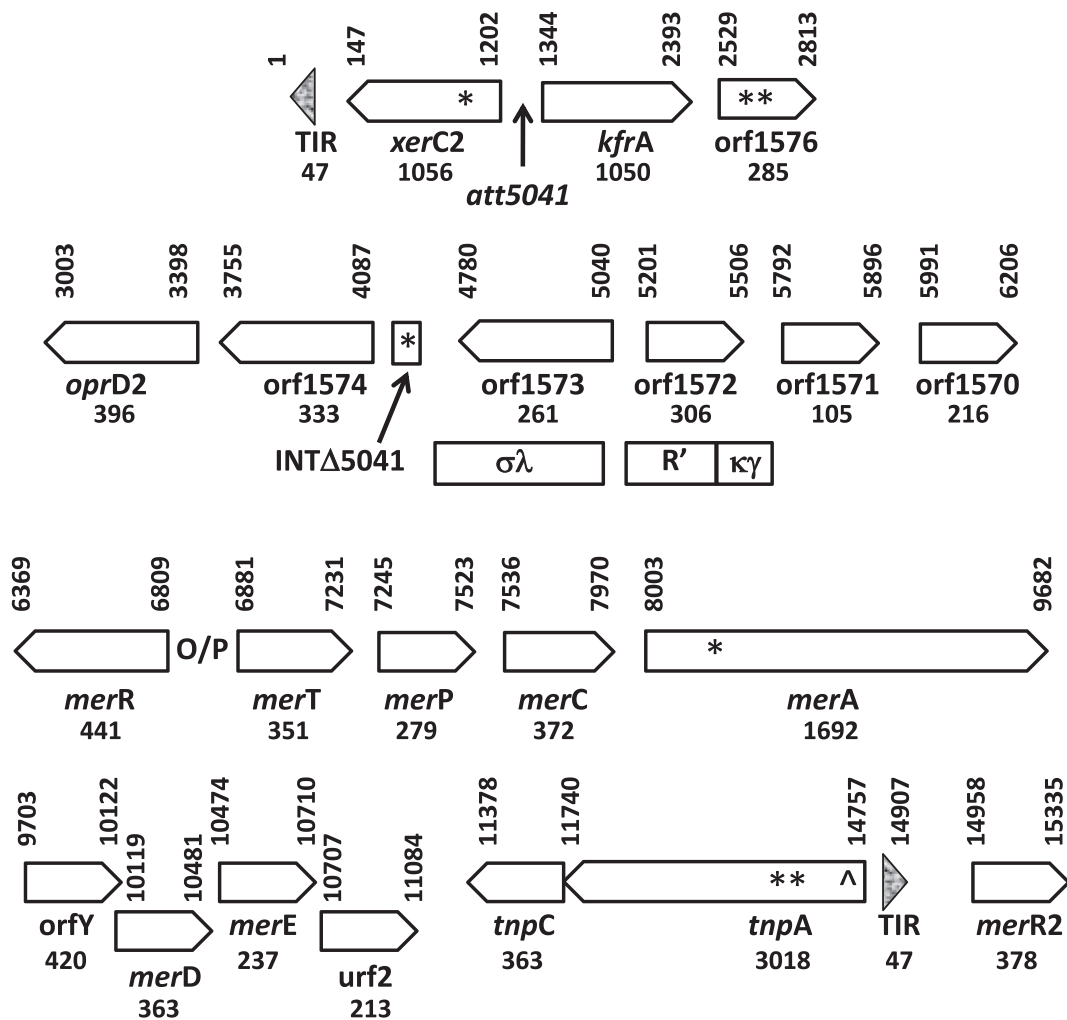 1 147 1202 1344 2393 2529 2813
* **
TIR xerC2 kfrA orf1576
47 1056 1050 285
att5041
3003 3398 3755 4087 4780 5040 5201 5506 5792 5896 5991 6206
*
oprD2 orf1574 orf1573 orf1572 orf1571 orf1570
396 333 261 306 105 216
INTΔ5041 σλ R’ κγ
6369 6809 6881 7231 7245 7523 7536 7970 8003 9682
O/P *
merR merT merP merC merA
441 351 279 372 1692
9703 10122 10119 10481 10474 10710 10707 11084 11378 11740 14757 14907 14958 15335
** ^
orfY merE tnpC tnpA TIR merR2
420 237 363 3018 47 378
merD urf2
363 213